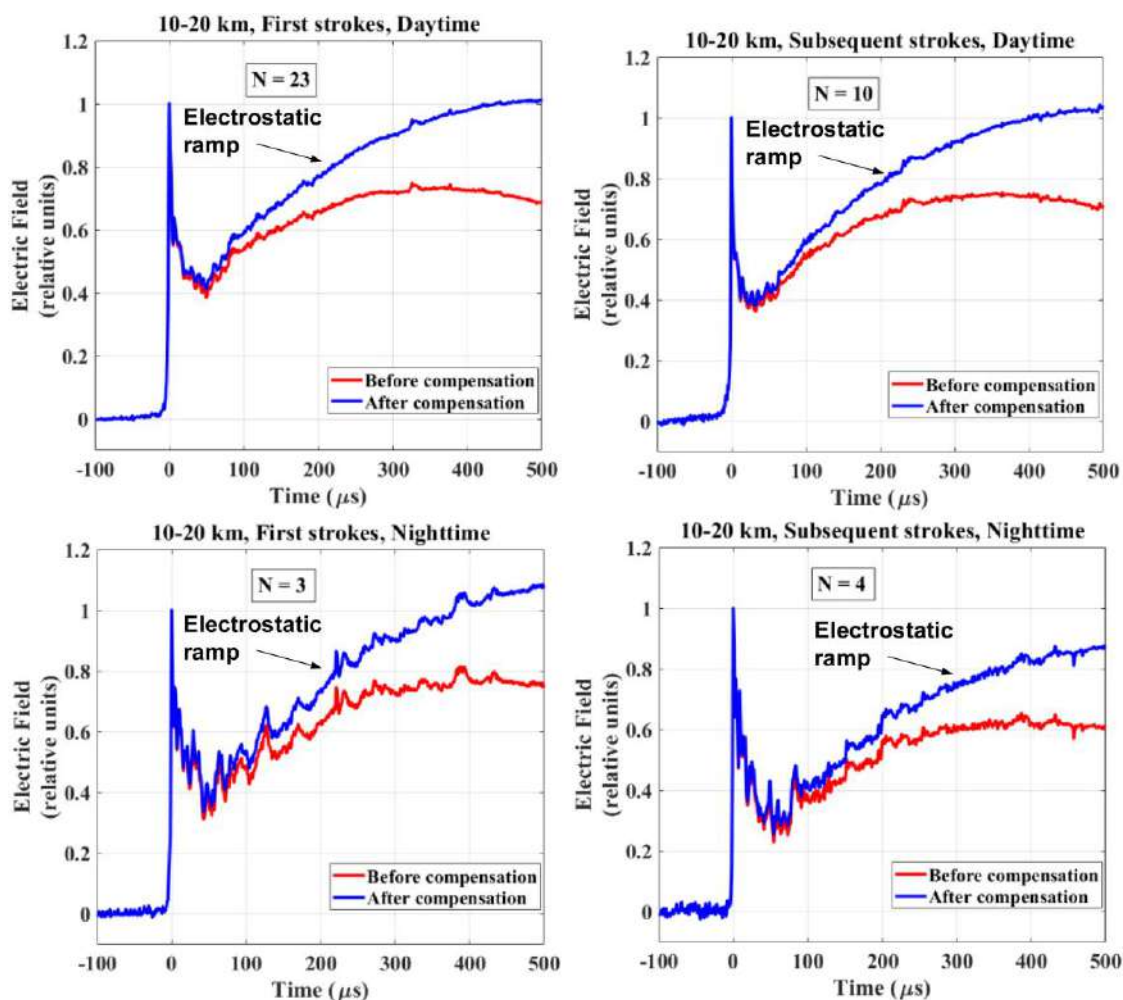 10-20 km, First strokes, Daytime
1.2
1
0.8
0.6
0.4
0.2
0
Electric Field
(relative units)
N = 23
Electrostatic
ramp
Before compensation
After compensation
-100 0 100 200 300 400 500
Time (μs)
10-20 km, Subsequent strokes, Daytime
1.2
1
0.8
0.6
0.4
0.2
0
Electric Field
(relative units)
N = 10
Electrostatic
ramp
Before compensation
After compensation
-100 0 100 200 300 400 500
Time (μs)
10-20 km, First strokes, Nighttime
1.2
1
0.8
0.6
0.4
0.2
0
Electric Field
(relative units)
N = 3
Electrostatic
ramp
Before compensation
After compensation
-100 0 100 200 300 400 500
Time (μs)
10-20 km, Subsequent strokes, Nighttime
1.2
1
0.8
0.6
0.4
0.2
0
Electric Field
(relative units)
N = 4
Electrostatic
ramp
Before compensation
After compensation
-100 0 100 200 300 400 500
Time (μs)